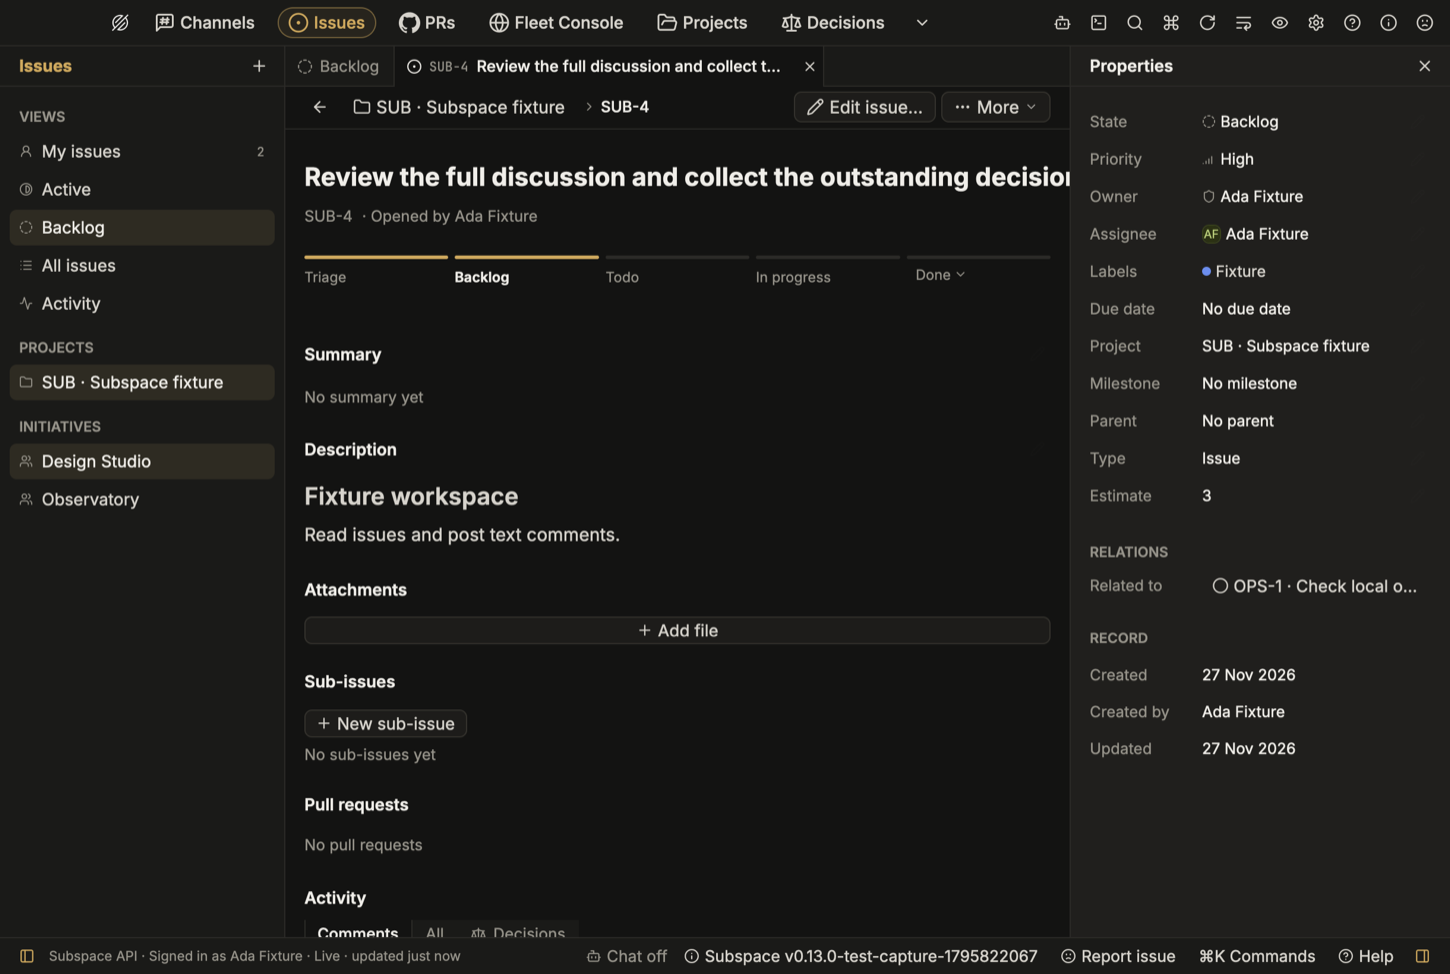 Channels
Issues
PRs
Fleet Console
Projects
Decisions
Issues
Backlog
SUB-4 Review the full discussion and collect t...
Properties
VIEWS
My issues 2
Active
Backlog
All issues
Activity
PROJECTS
SUB · Subspace fixture
INITIATIVES
Design Studio
Observatory
SUB · Subspace fixture > SUB-4
Edit issue...
More
Review the full discussion and collect the outstanding decision
SUB-4 · Opened by Ada Fixture
Triage
Backlog
Todo
In progress
Done
Summary
No summary yet
Description
Fixture workspace
Read issues and post text comments.
Attachments
+ Add file
Sub-issues
+ New sub-issue
No sub-issues yet
Pull requests
No pull requests
Activity
Comments
All
Decisions
State Backlog
Priority High
Owner Ada Fixture
Assignee AF Ada Fixture
Labels Fixture
Due date No due date
Project SUB · Subspace fixture
Milestone No milestone
Parent No parent
Type Issue
Estimate 3
RELATIONS
Related to OPS-1 · Check local o...
RECORD
Created 27 Nov 2026
Created by Ada Fixture
Updated 27 Nov 2026
Subspace API · Signed in as Ada Fixture · Live · updated just now
Chat off
Subspace v0.13.0-test-capture-1795822067
Report issue
⌘K Commands
Help